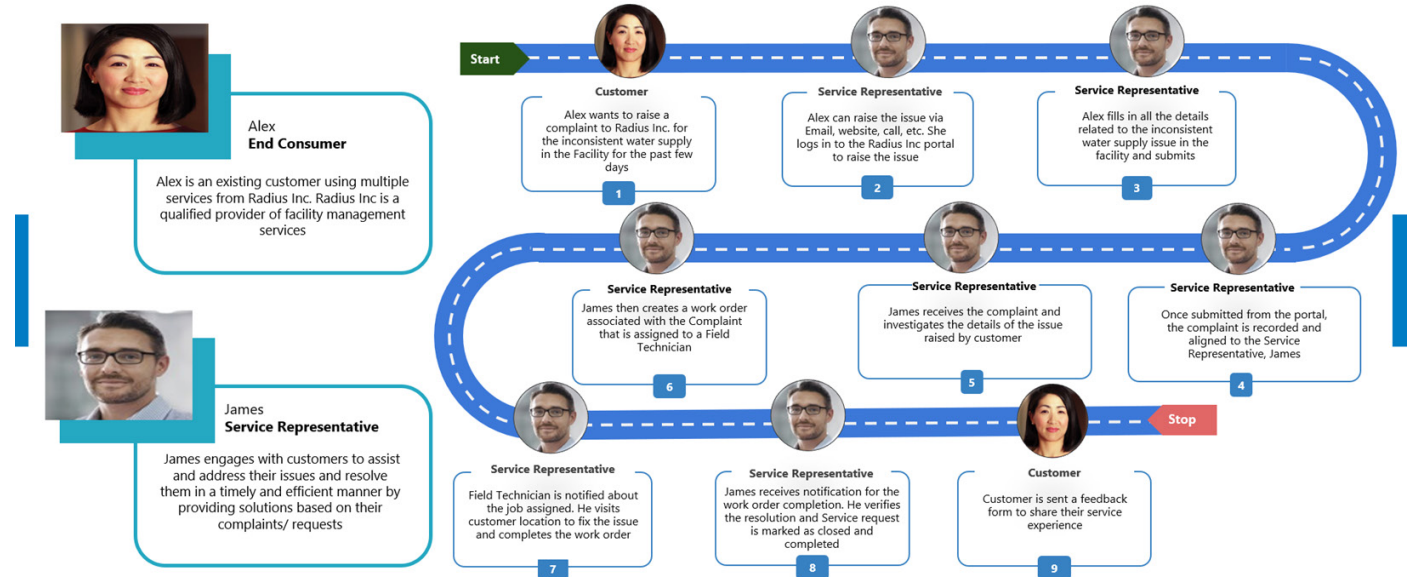 Alex
End Consumer
Alex is an existing customer using multiple
services from Radius Inc. Radius Inc is a
qualified provider of facility management
services
James
Service Representative
James engages with customers to assist
and address their issues and resolve
them in a timely and efficient manner by
providing solutions based on their
complaints/ requests
Start
Customer
Alex wants to raise a
complaint to Radius Inc. for
the inconsistent water supply
in the Facility for the past few
days
1
Service Representative
Alex can raise the issue via
Email, website, call, etc. She
logs in to the Radius Inc portal
to raise the issue
2
Service Representative
Alex fills in all the details
related to the inconsistent
water supply issue in the
facility and submits
3
Service Representative
Once submitted from the portal,
the complaint is recorded and
aligned to the Service
Representative, James
4
Service Representative
James receives the complaint and
investigates the details of the issue
raised by customer
5
Service Representative
James then creates a work order
associated with the Complaint
that is assigned to a Field
Technician
6
Service Representative
Field Technician is notified about
the job assigned. He visits
customer location to fix the issue
and completes the work order
7
Service Representative
James receives notification for the
work order completion. He verifies
the resolution and Service request
is marked as closed and
completed
8
Customer
Customer is sent a feedback
form to share their service
experience
9
Stop